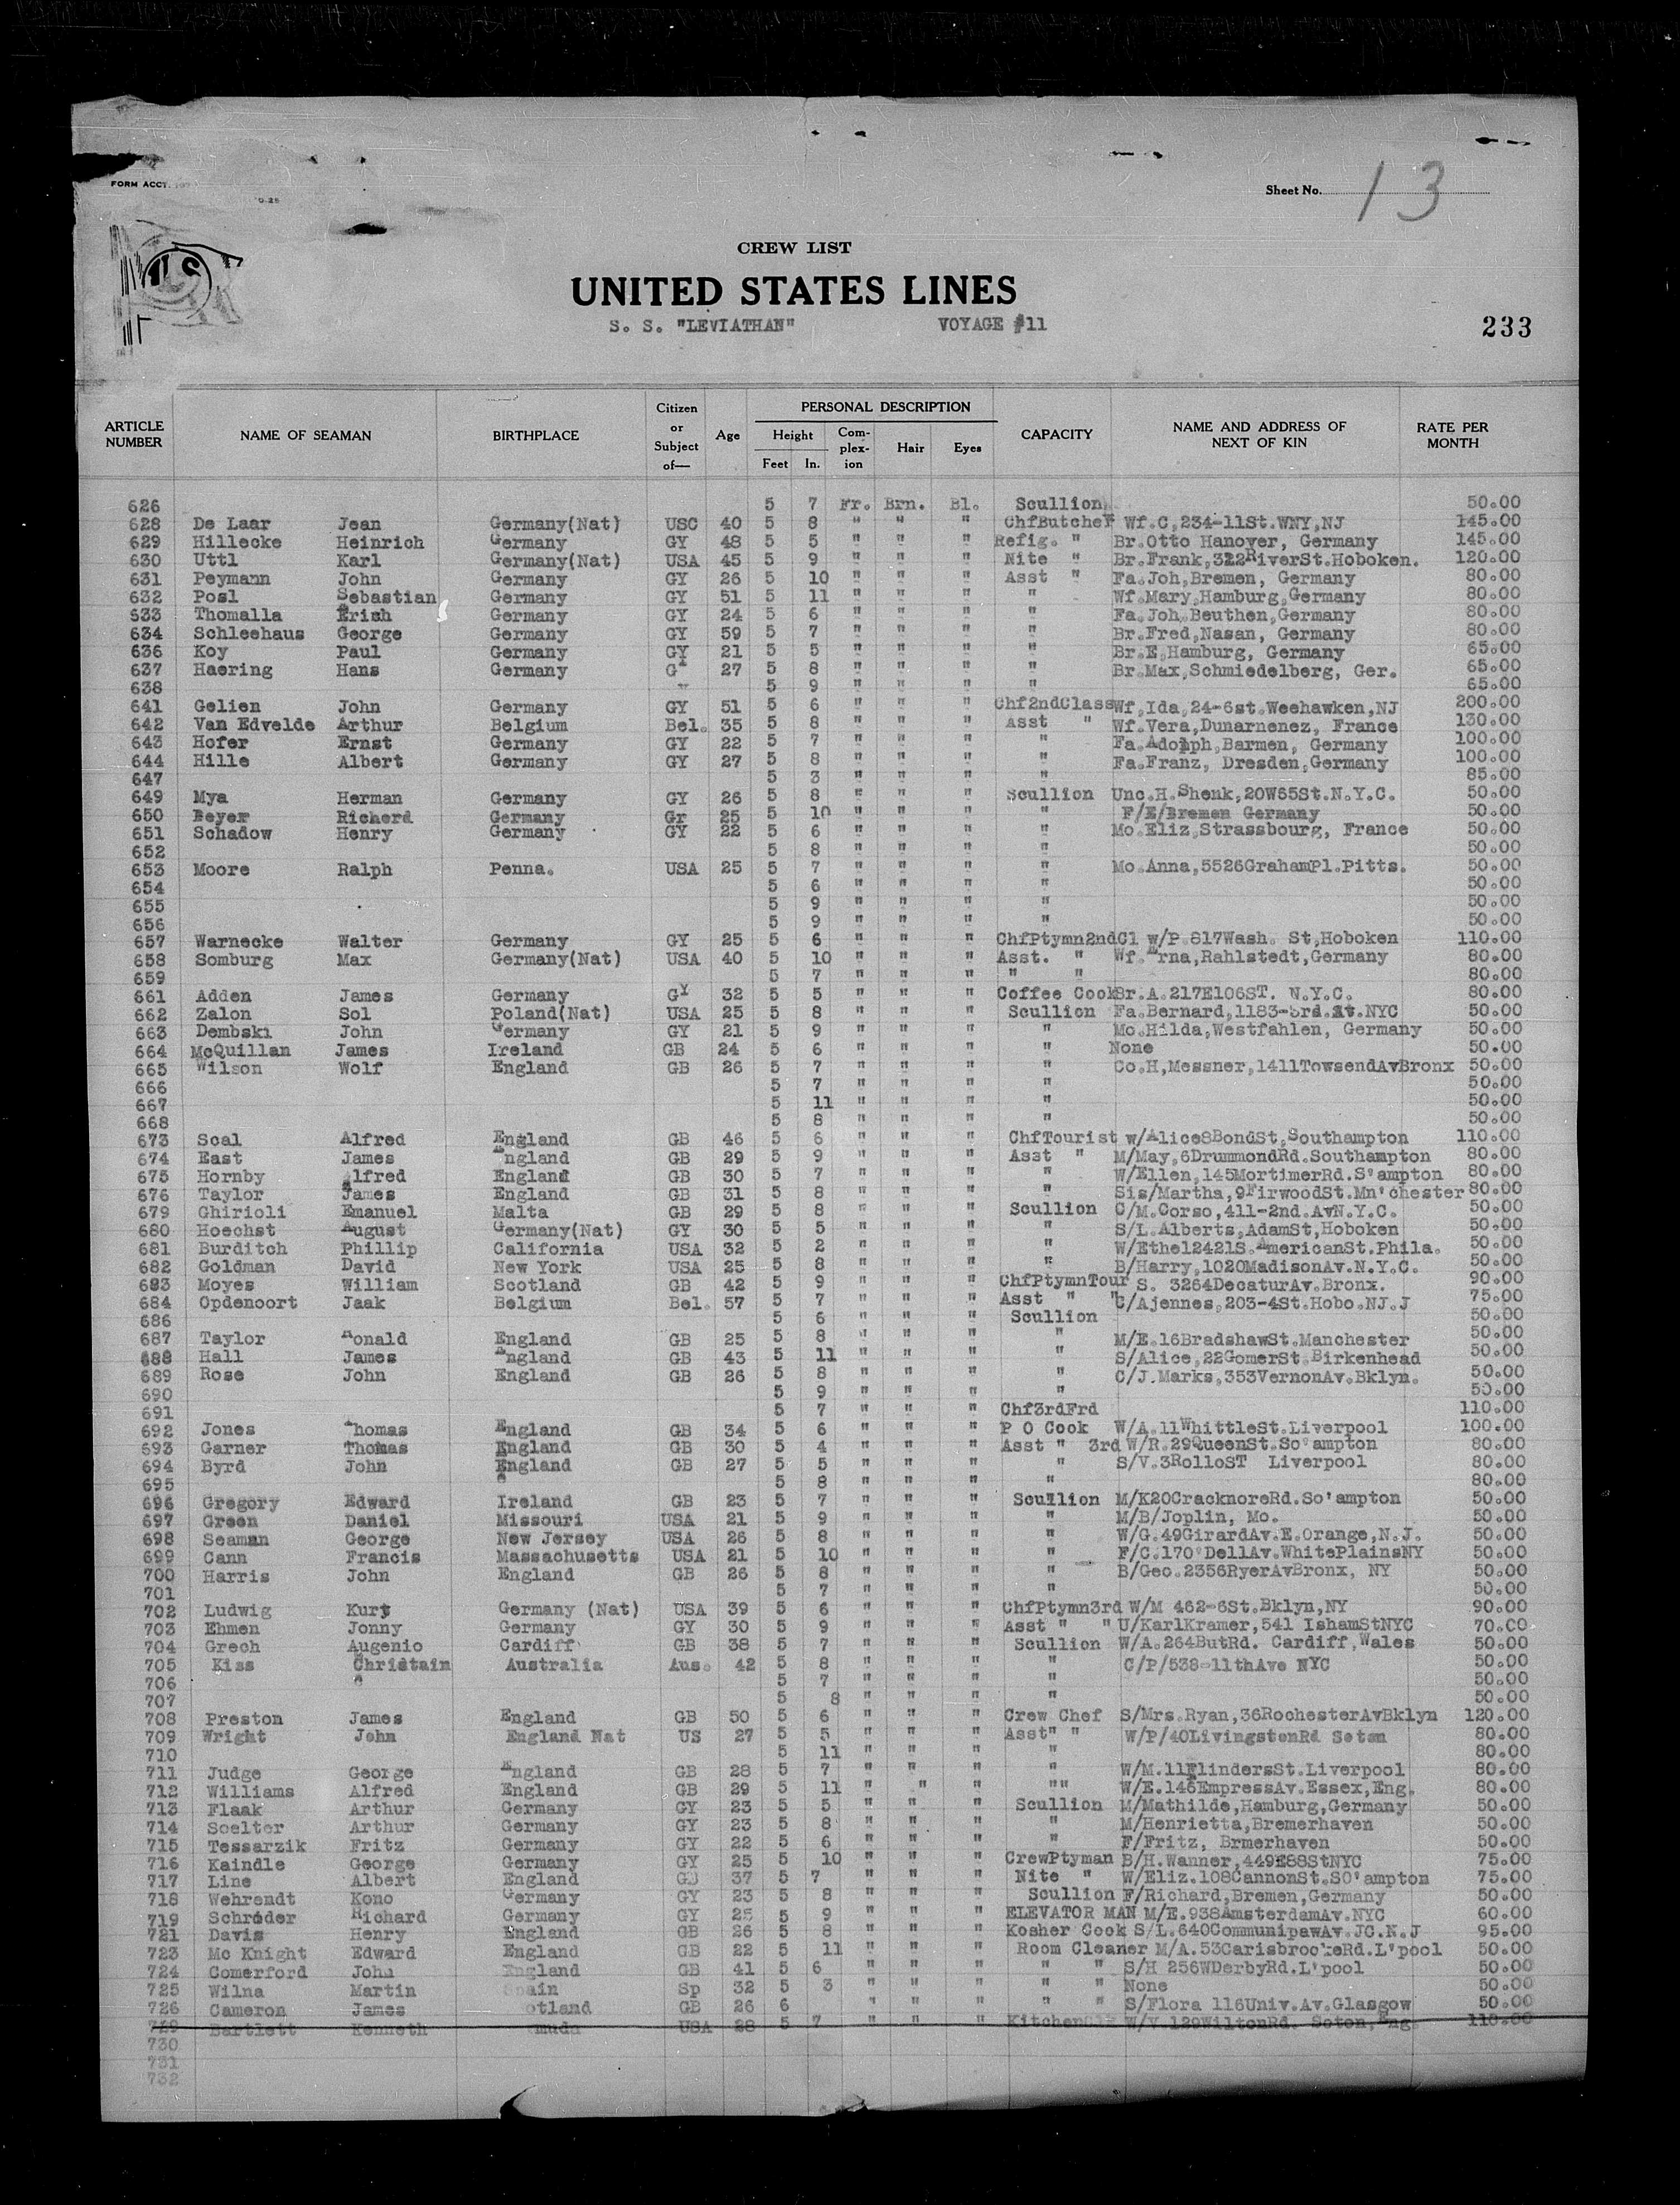 FORM ACCT.
Sheet No. 13
CREW LIST
UNITED STATES LINES
S. S. "LEVIATHAN" VOYAGE #11
233
ARTICLE NUMBER NAME OF SEAMAN BIRTHPLACE Citizen or Subject of— Age PERSONAL DESCRIPTION Height Feet In. Com-plex-ion Hair Eyes CAPACITY NAME AND ADDRESS OF NEXT OF KIN RATE PER MONTH
626 5 7 Fr. Brn. Bl. Scullion 50.00
628 De Laar Jean Germany(Nat) USC 40 5 8 " " " ChfButcher Wf.C,234-11St.WNY,NJ 145.00
629 Hillecke Heinrich Germany GY 48 5 5 " " " Refig. " Br.Otto Hanover, Germany 145.00
630 Uttl Karl Germany(Nat) USA 45 5 9 " " " Nite " Br.Frank,322RiverSt.Hoboken. 120.00
631 Peymann John Germany GY 26 5 10 " " " Asst " Fa.Joh,Bremen, Germany 80.00
632 Posl Sebastian Germany GY 51 5 11 " " " " Wf.Mary,Hamburg,Germany 80.00
633 Thomalla Erich Germany GY 24 5 6 " " " " Fa.Joh.Beuthen,Germany 80.00
634 Schleehaus George Germany GY 59 5 7 " " " " Br.Fred,Nasan, Germany 80.00
636 Koy Paul Germany GY 21 5 5 " " " " Br.E,Hamburg, Germany 65.00
637 Haering Hans Germany GY 27 5 8 " " " " Br.Max,Schmiedelberg, Ger. 65.00
638 5 9 " " " " 65.00
641 Gelien John Germany GY 51 5 6 " " " Chf2ndClass Wf,Ida,24-6st.Weehawken,NJ 200.00
642 Van Edvelde Arthur Belgium Bel. 35 5 8 " " " Asst " Wf.Vera,Dunarnenez, France 130.00
643 Hofer Ernst Germany GY 22 5 7 " " " " Fa.Adolph,Barmen, Germany 100.00
644 Hille Albert Germany GY 27 5 8 " " " " Fa.Franz, Dresden,Germany 100.00
647 5 3 " " " " 85.00
649 Mya Herman Germany GY 26 5 8 " " " Scullion Unc.H.Shenk,20W65St.N.Y.C. 50.00
650 Beyer Richerd Germany Gr 25 5 10 " " " " F/E/Bremen Germany 50.00
651 Schadow Henry Germany GY 22 5 6 " " " " Mo.Eliz,Strassbourg, France 50.00
652 5 8 " " " " 50.00
653 Moore Ralph Penna. USA 25 5 7 " " " " Mo.Anna,5526GrahamPl.Pitts. 50.00
654 5 6 " " " " 50.00
655 5 9 " " " " 50.00
656 5 9 " " " " 50.00
657 Warnecke Walter Germany GY 25 5 6 " " " ChfPtymn2ndCl w/P.817Wash. St,Hoboken 110.00
658 Somburg Max Germany(Nat) USA 40 5 10 " " " Asst. " Wf.Erna,Rahlstedt,Germany 80.00
659 5 7 " " " " " 80.00
661 Adden James Germany GY 32 5 5 " " " Coffee Cook Br.A.217E106ST. N.Y.C. 80.00
662 Zalon Sol Poland(Nat) USA 25 5 8 " " " Scullion Fa.Bernard,1183-3rd.At.NYC 50.00
663 Dembski John Germany GY 21 5 9 " " " " Mo.Hilda,Westfahlen, Germany 50.00
664 McQuillan James Ireland GB 24 5 6 " " " " None 50.00
665 Wilson Wolf England GB 26 5 7 " " " " Co.H,Messner,1411TowsendAvBronx 50.00
666 5 7 " " " " 50.00
667 5 11 " " " " 50.00
668 5 8 " " " " 50.00
673 Scal Alfred England GB 46 5 6 " " " ChfTourist w/Alice8BondSt,Southampton 110.00
674 East James England GB 29 5 9 " " " Asst " M/May,6DrummondRd.Southampton 80.00
675 Hornby Alfred England GB 30 5 7 " " " " W/Ellen,145MortimerRd.S'ampton 80.00
676 Taylor James England GB 31 5 8 " " " " Sis/Martha,9FirwoodSt.Mn'chester 80.00
679 Ghirioli Emanuel Malta GB 29 5 8 " " " Scullion C/M.Corso,411-2nd.AvN.Y.C. 50.00
680 Hoechst August Germany(Nat) GY 30 5 5 " " " " S/L.Alberts,AdamSt,Hoboken 50.00
681 Burditch Phillip California USA 32 5 2 " " " " W/Ethel2421S.AmericanSt.Phila. 50.00
682 Goldman David New York USA 25 5 8 " " " " B/Harry,1020MadisonAv.N.Y.C. 50.00
683 Moyes William Scotland GB 42 5 9 " " " ChfPtymnTour S. 3264DecaturAv.Bronx. 90.00
684 Opdenoort Jaak Belgium Bel. 57 5 7 " " " Asst " " C/Ajennes,203-4St.Hobo.NJ.J 75.00
686 5 6 " " " Scullion 50.00
687 Taylor Ronald England GB 25 5 8 " " " " M/E.16BradshawSt.Manchester 50.00
688 Hall James England GB 43 5 11 " " " " S/Alice,22GomerSt.Birkenhead 50.00
689 Rose John England GB 26 5 8 " " " " C/J.Marks,353VernonAv.Bklyn. 50.00
690 5 9 " " " " 50.00
691 5 7 " " " Chf3rdFrd 110.00
692 Jones Thomas England GB 34 5 6 " " " P O Cook W/A.11WhittleSt.Liverpool 100.00
693 Garner Thomas England GB 30 5 4 " " " Asst " 3rd W/R.29QueenSt.So'ampton 80.00
694 Byrd John England GB 27 5 5 " " " " S/V.3RolloST Liverpool 80.00
695 5 8 " " " " 80.00
696 Gregory Edward Ireland GB 23 5 7 " " " Scullion M/K20CracknoreRd.So'ampton 50.00
697 Green Daniel Missouri USA 21 5 9 " " " " M/B/Joplin, Mo. 50.00
698 Seaman George New Jersey USA 26 5 8 " " " " W/G.49GirardAv.E.Orange,N.J. 50.00
699 Cann Francis Massachusetts USA 21 5 10 " " " " F/C.170'DellAv.WhitePlainsNY 50.00
700 Harris John England GB 26 5 8 " " " " B/Geo.2356RyerAvBronx, NY 50.00
701 5 7 " " " " 50.00
702 Ludwig Kurt Germany (Nat) USA 39 5 6 " " " ChfPtymn3rd W/M 462-6St.Bklyn,NY 90.00
703 Ehmen Jonny Germany GY 30 5 9 " " " Asst " " U/KarlKramer,541 IshamStNYC 70.00
704 Grech Augenio Cardiff GB 38 5 7 " " " Scullion W/A.264ButRd. Cardiff,Wales 50.00
705 Kiss Christain Australia Aus. 42 5 8 " " " " C/P/538-11thAve NYC 50.00
706 5 7 " " " " 50.00
707 5 8 " " " " 50.00
708 Preston James England GB 50 5 6 " " " Crew Chef S/Mrs.Ryan,36RochesterAvBklyn 120.00
709 Wright John England Nat US 27 5 5 " " " Asst" " W/P/40LivingstonRd Soton 80.00
710 5 11 " " " " 80.00
711 Judge George England GB 28 5 7 " " " " W/M.11FlindersSt.Liverpool 80.00
712 Williams Alfred England GB 29 5 11 " " " "" W/E.146EmpressAv.Essex,Eng. 80.00
713 Flaak Arthur Germany GY 23 5 5 " " " Scullion M/Mathilde,Hamburg,Germany 50.00
714 Soelter Arthur Germany GY 23 5 8 " " " " M/Henrietta,Bremerhaven 50.00
715 Tessarzik Fritz Germany GY 22 5 6 " " " " F/Fritz, Brmerhaven 50.00
716 Kaindle George Germany GY 25 5 10 " " " CrewPtyman B/H.Wanner,449E88StNYC 75.00
717 Line Albert England GB 37 5 7 " " " Nite " W/Eliz.108CannonSt.SO'ampton 75.00
718 Wehrendt Kono Germany GY 23 5 8 " " " Scullion F/Richard,Bremen,Germany 50.00
719 Schrøder Richard Germany GY 25 5 9 " " " ELEVATOR MAN M/E.938AmsterdamAv.NYC 60.00
721 Davis Henry England GB 26 5 8 " " " Kosher Cook S/L.640CommunipawAv.JC.N.J 95.00
723 Mc Knight Edward England GB 22 5 11 " " " Room Cleaner M/A.53CarisbrookeRd.L'pool 50.00
724 Comerford John England GB 41 5 6 " " " " " S/H 256WDerbyRd.L'pool 50.00
725 Wilna Martin Spain Sp 32 5 3 " " " " " None 50.00
726 Cameron James otland GB 26 6 " " " " " S/Flora 116Univ.Av.Glasgow 50.00
729 Bartlett Kenneth muda USA 28 5 7 " " " Kitchen W/V.129WiltonRd. Soton,Eng. 110.00
730
731
732